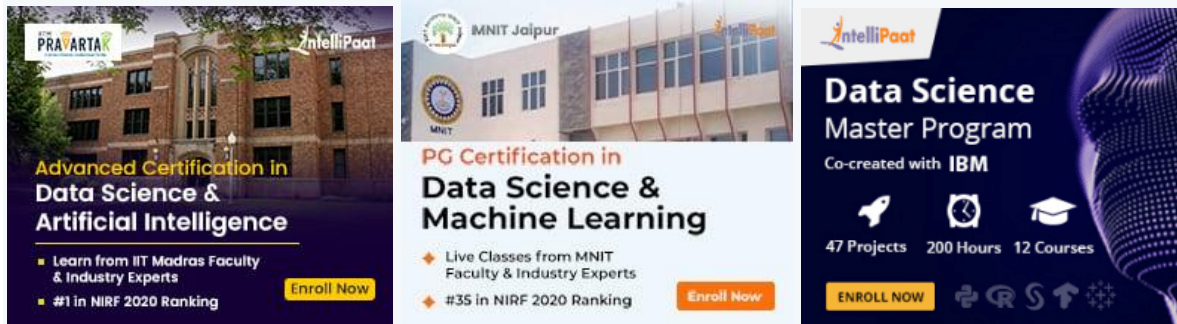 PRAVARTAK
IntelliPaat
Advanced Certification in
Data Science &
Artificial Intelligence
Learn from IIT Madras Faculty
& Industry Experts
#1 in NIRF 2020 Ranking
Enroll Now
MNIT Jaipur
IntelliPaat
MNIT
PG Certification in
Data Science &
Machine Learning
Live Classes from MNIT
Faculty & Industry Experts
#35 in NIRF 2020 Ranking
Enroll Now
IntelliPaat
Data Science
Master Program
Co-created with IBM
47 Projects
200 Hours
12 Courses
ENROLL NOW